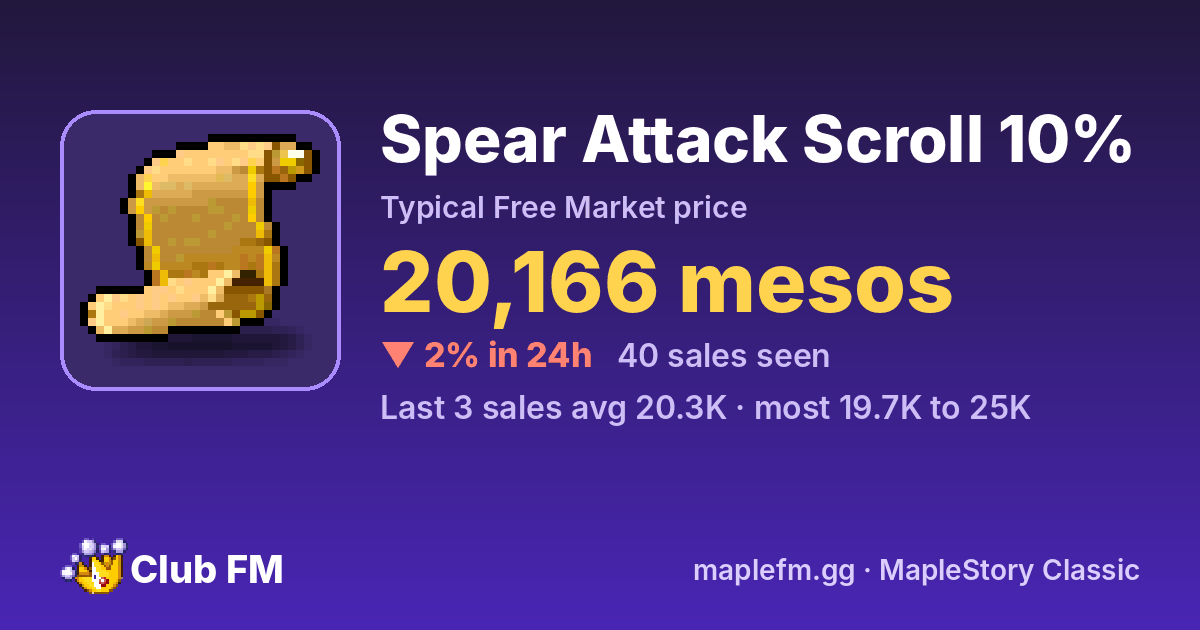 Spear Attack Scroll 10%
Typical Free Market price
20,166 mesos
▼ 2% in 24h 40 sales seen
Last 3 sales avg 20.3K · most 19.7K to 25K
Club FM
maplefm.gg · MapleStory Classic